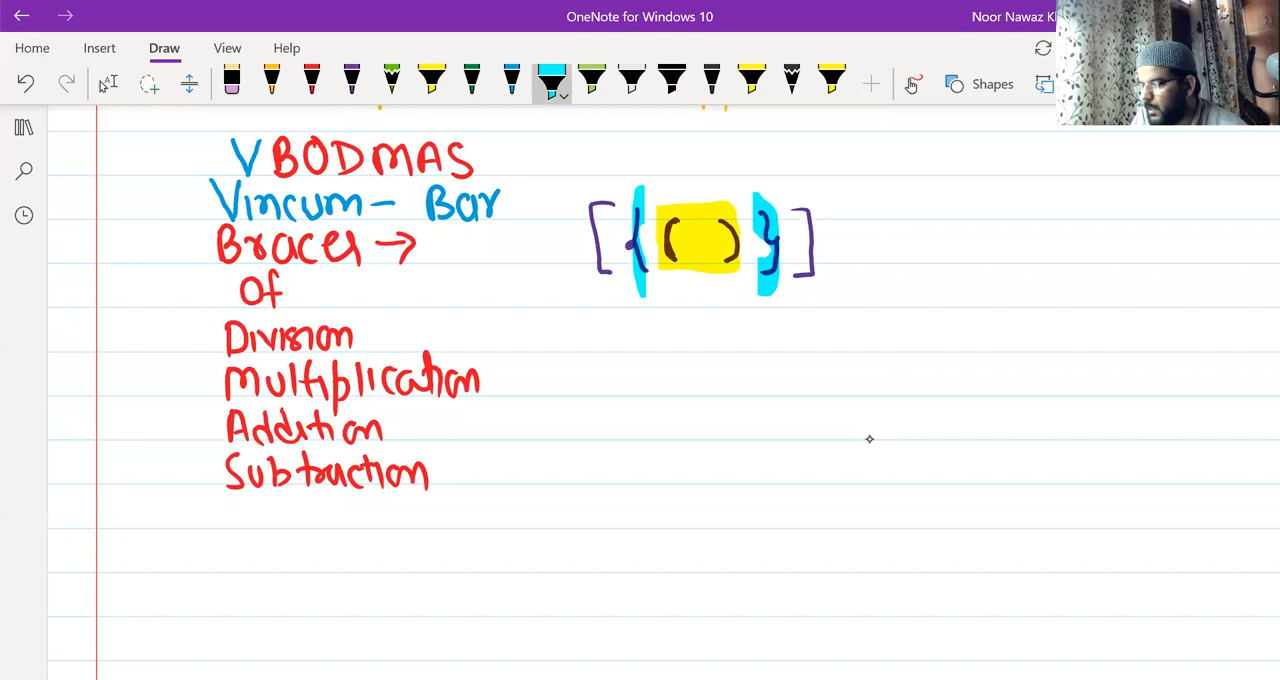 OneNote for Windows 10
Noor Nawaz Kh
Home Insert Draw View Help
Shapes
VBODMAS
Vincum - Bar
Braces → [ { ( ) } ]
Of
Division
Multiplication
Addition
Subtraction